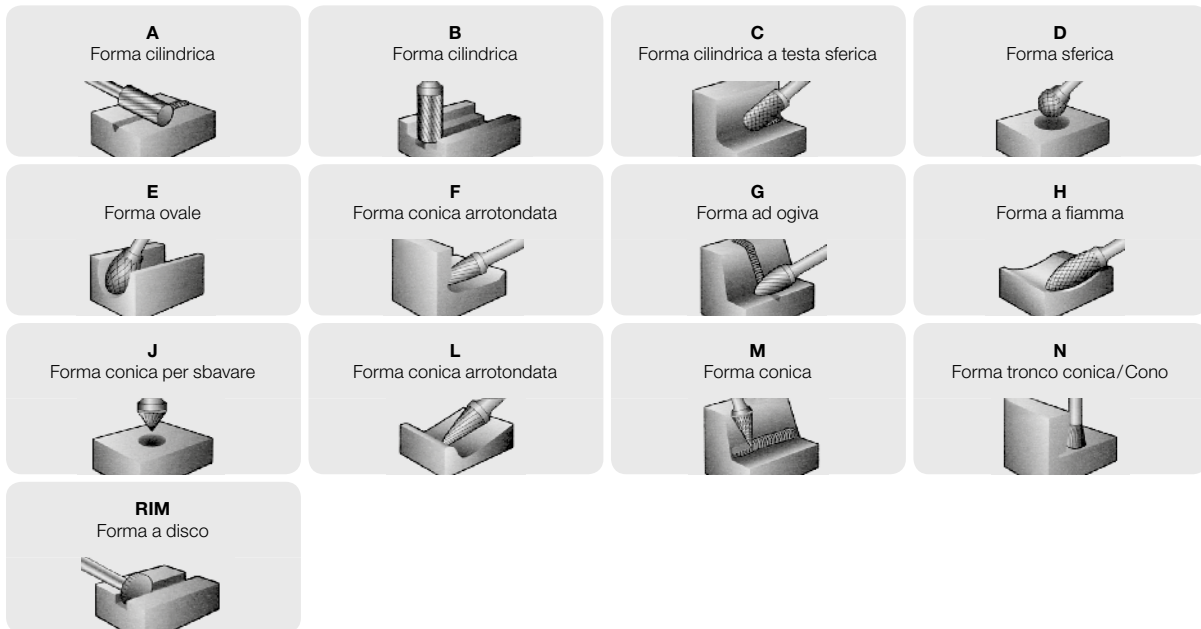 A
Forma cilindrica
B
Forma cilindrica
C
Forma cilindrica a testa sferica
D
Forma sferica
E
Forma ovale
F
Forma conica arrotondata
G
Forma ad ogiva
H
Forma a fiamma
J
Forma conica per sbavare
L
Forma conica arrotondata
M
Forma conica
N
Forma tronco conica/Cono
RIM
Forma a disco